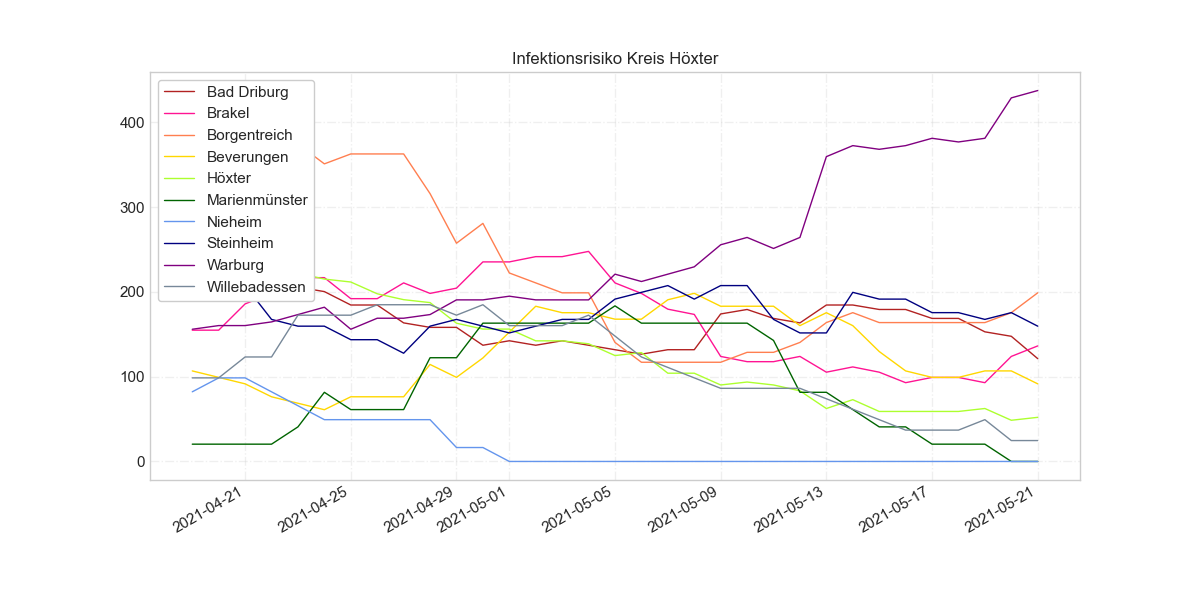 Infektionsrisiko Kreis Höxter
Bad Driburg
Brakel
Borgentreich
Beverungen
Höxter
Marienmünster
Nieheim
Steinheim
Warburg
Willebadessen
400
300
200
100
0
2021-04-21
2021-04-25
2021-04-29
2021-05-01
2021-05-05
2021-05-09
2021-05-13
2021-05-17
2021-05-21